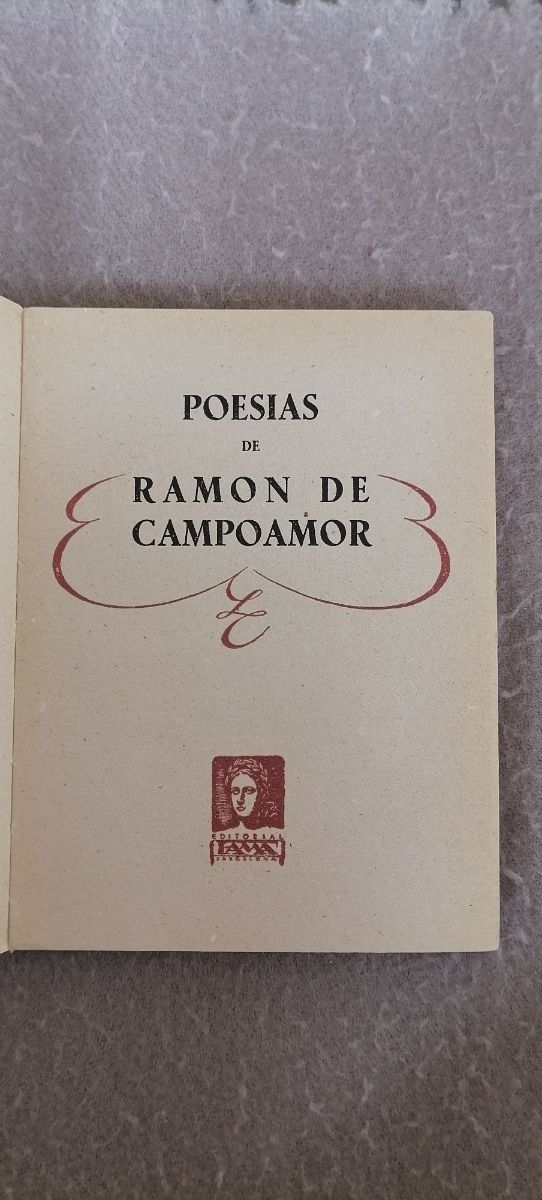 POESIAS
DE
RAMON DE
CAMPOAMOR
EDITORIAL
FAMA
BARCELONA